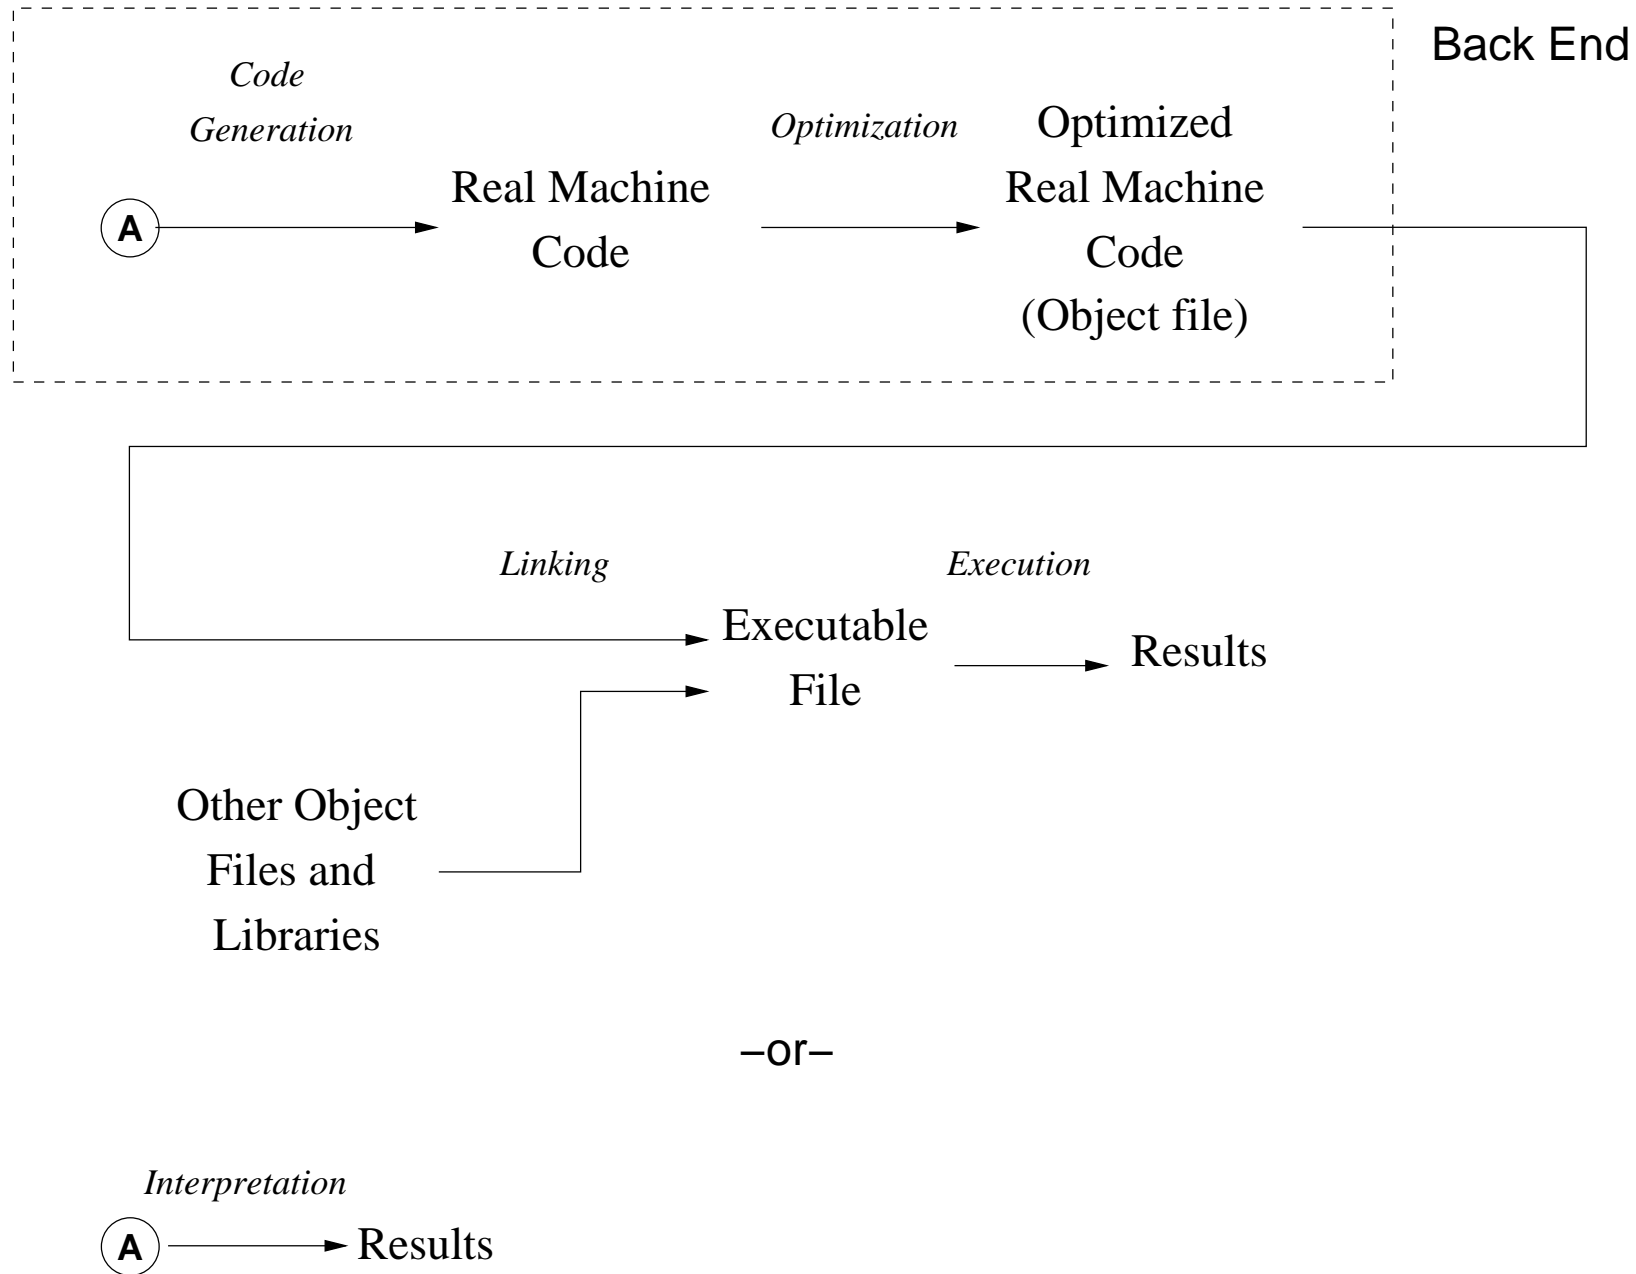 Back End
Code
Generation
Optimization
Optimized
Real Machine
Code
(Object file)
Real Machine
Code
A
Linking
Execution
Executable
File
Results
Other Object
Files and
Libraries
–or–
Interpretation
A
Results